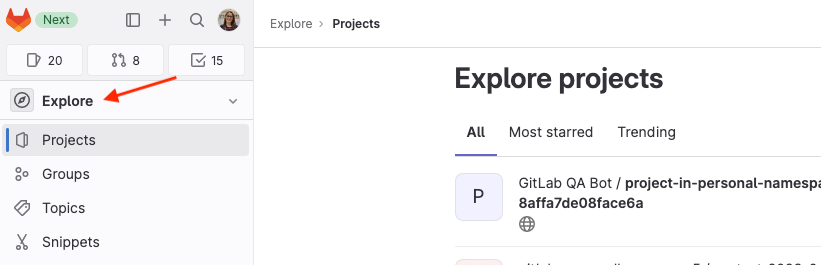 Next
20
8
15
Explore
Projects
Groups
Topics
Snippets
Explore > Projects
Explore projects
All Most starred Trending
P
GitLab QA Bot / project-in-personal-namespa
8affa7de08face6a